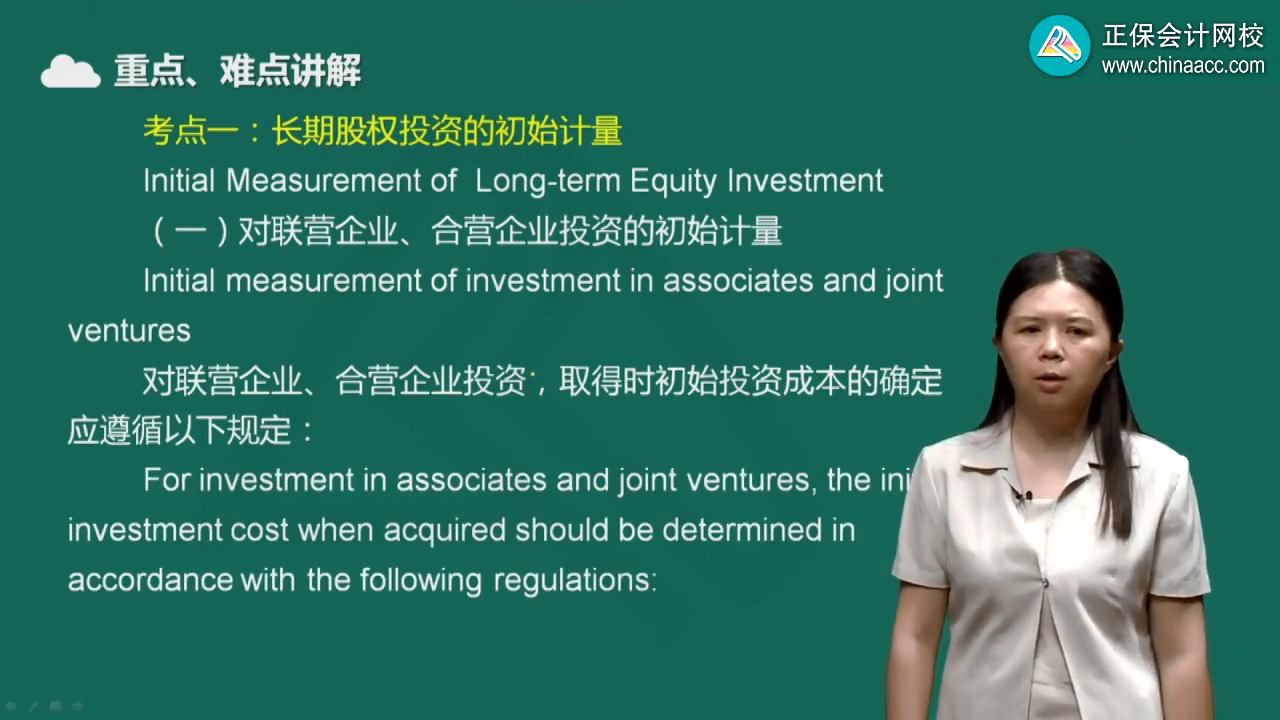 正保会计网校
www.chinaacc.com
重点、难点讲解
考点一：长期股权投资的初始计量
Initial Measurement of Long-term Equity Investment
（一）对联营企业、合营企业投资的初始计量
Initial measurement of investment in associates and joint
ventures
对联营企业、合营企业投资，取得时初始投资成本的确定
应遵循以下规定：
For investment in associates and joint ventures, the
investment cost when acquired should be determined in
accordance with the following regulations: